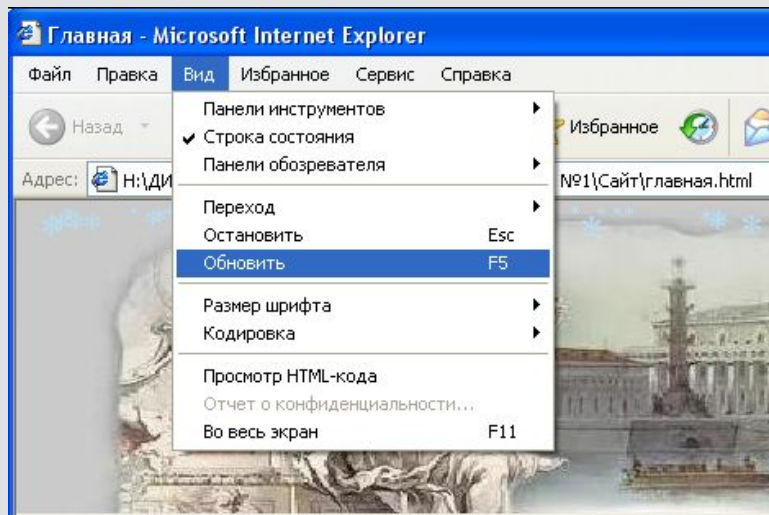 Главная - Microsoft Internet Explorer
Файл Правка Вид Избранное Сервис Справка
Назад Избранное
Адрес: H:\ДИ №1\Сайт\главная.html
Панели инструментов
Строка состояния
Панели обозревателя
Переход
Остановить Esc
Обновить F5
Размер шрифта
Кодировка
Просмотр HTML-кода
Отчет о конфиденциальности...
Во весь экран F11